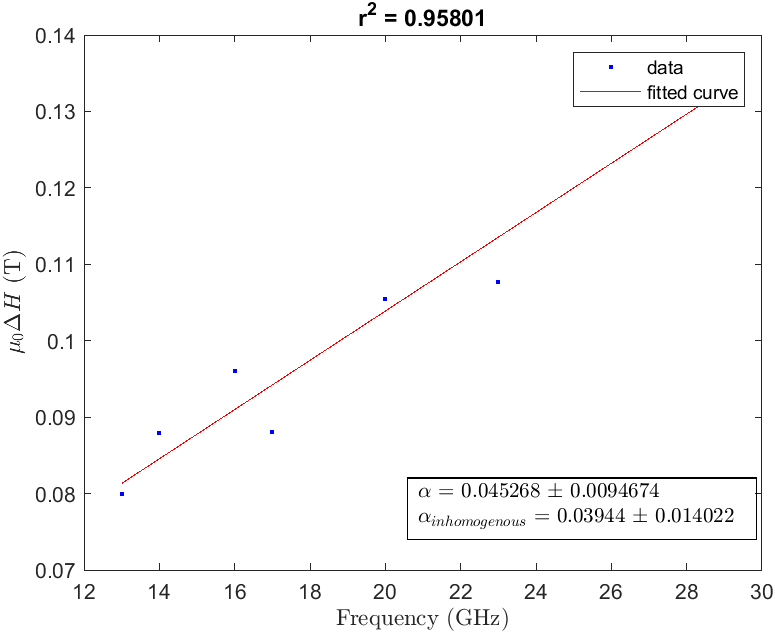 r² = 0.95801
0.14
0.13
0.12
0.11
0.1
0.09
0.08
0.07
μ₀ΔH (T)
data
fitted curve
α = 0.045268 ± 0.0094674
α_inhomogenous = 0.03944 ± 0.014022
12 14 16 18 20 22 24 26 28 30
Frequency (GHz)